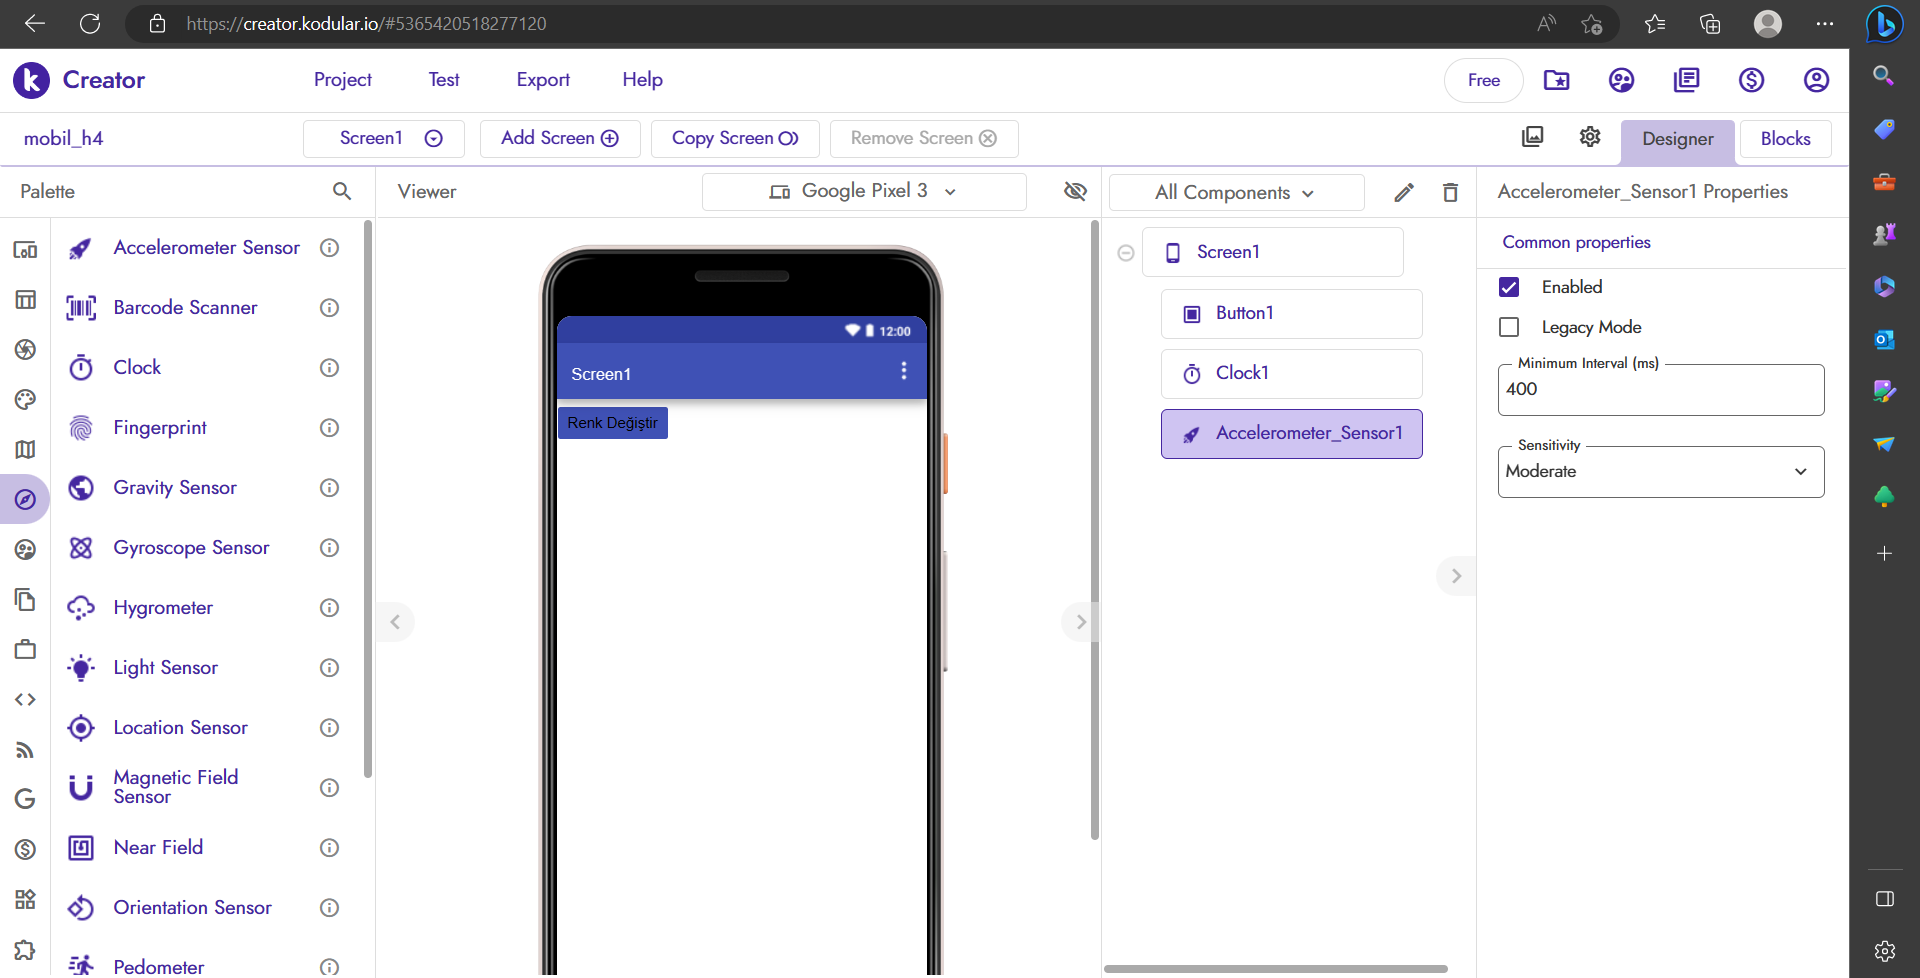 https://creator.kodular.io/#5365420518277120
Creator
Project
Test
Export
Help
Free
mobil_h4
Screen1
Add Screen
Copy Screen
Remove Screen
Designer
Blocks
Palette
Viewer
Google Pixel 3
All Components
Accelerometer_Sensor1 Properties
Accelerometer Sensor
Barcode Scanner
Clock
Fingerprint
Gravity Sensor
Gyroscope Sensor
Hygrometer
Light Sensor
Location Sensor
Magnetic Field
Sensor
Near Field
Orientation Sensor
Pedometer
12:00
Screen1
Renk Değiştir
Screen1
Button1
Clock1
Accelerometer_Sensor1
Common properties
Enabled
Legacy Mode
Minimum Interval (ms)
400
Sensitivity
Moderate